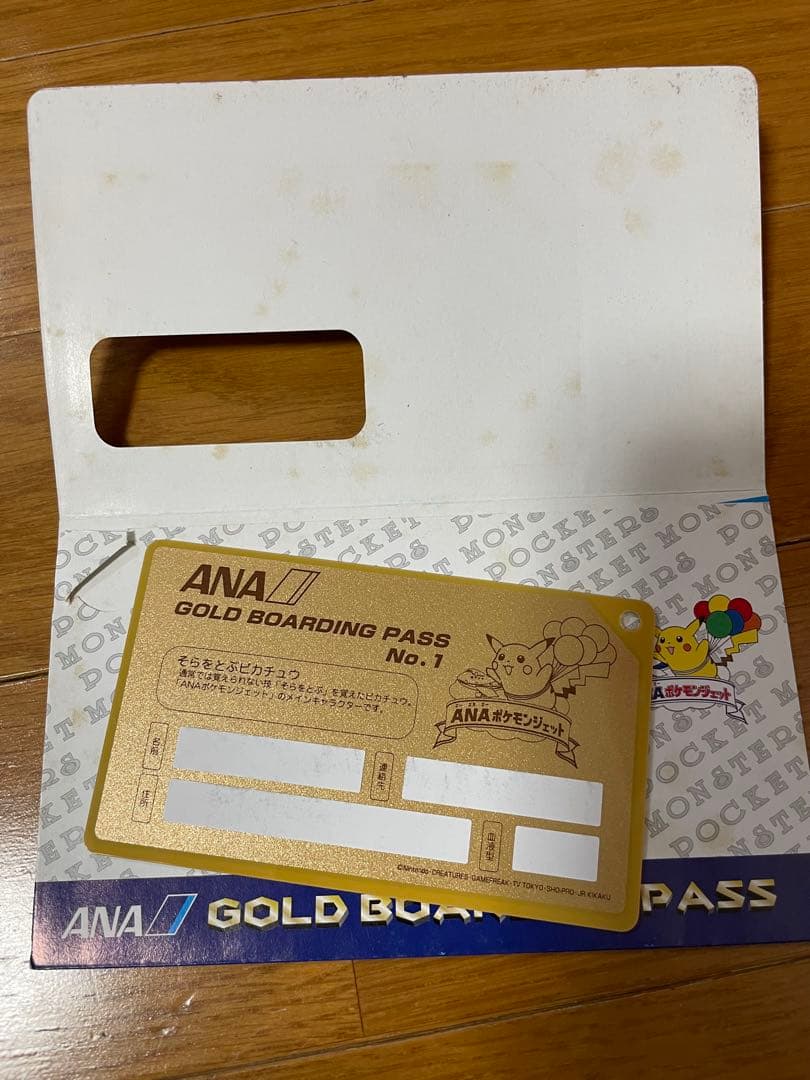 POCKET MONSTERS
ANA
GOLD BOARDING PASS
No.1
そらをとぶピカチュウ
通常では覚えられない技「そらをとぶ」を覚えたピカチュウ。
「ANAポケモンジェット」のメインキャラクターです。
ANAポケモンジェット
名前
連絡先
住所
血液型
©Nintendo・CREATURES・GAMEFREAK・TV TOKYO・SHO-PRO・JR.KIKAKU
NAポケモンジェット
ANA GOLD BOAR PASS